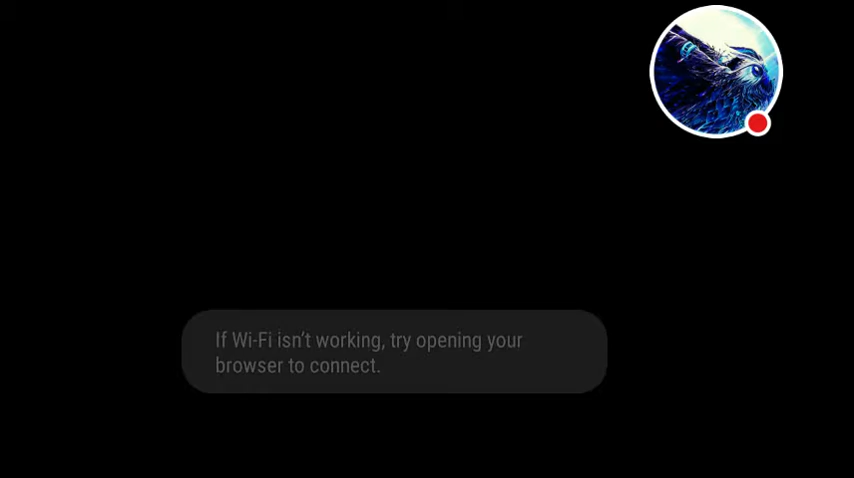 If Wi-Fi isn’t working, try opening your
browser to connect.